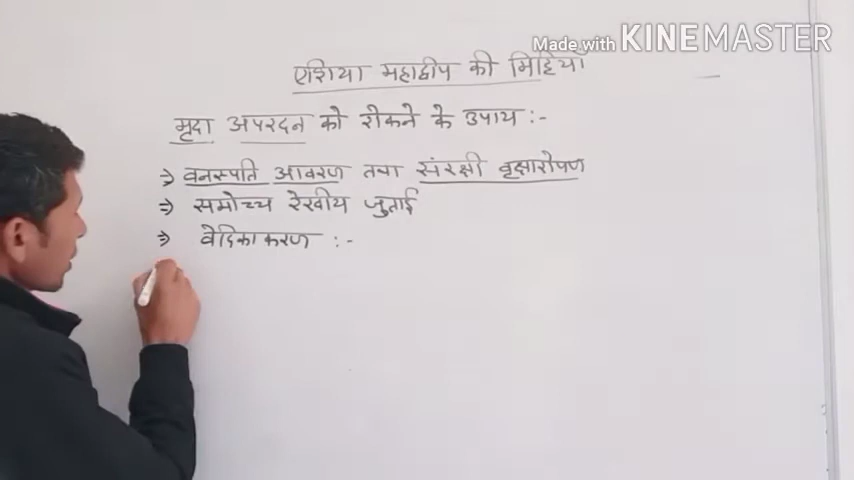 Made with KINEMASTER
एशिया महाद्वीप की मिट्टियाँ
मृदा अपरदन को रोकने के उपाय :-
⇒ वनस्पति आवरण तथा संरक्षी वृक्षारोपण
⇒ समोच्च रेखीय जुताई
⇒ वेदिकाकरण :-